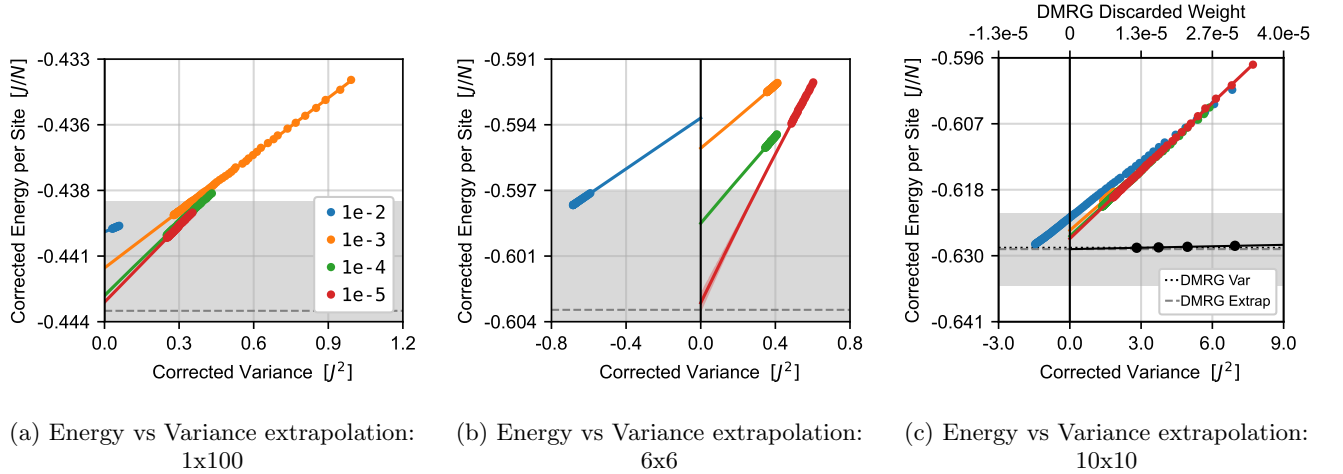 DMRG Discarded Weight
-1.3e-5 0 1.3e-5 2.7e-5 4.0e-5
Corrected Energy per Site [J/N]
-0.433
-0.436
-0.438
-0.441
-0.444
0.0 0.3 0.6 0.9 1.2
Corrected Variance [J²]
1e-2
1e-3
1e-4
1e-5
(a) Energy vs Variance extrapolation:
1x100
Corrected Energy per Site [J/N]
-0.591
-0.594
-0.597
-0.601
-0.604
-0.8 -0.4 0.0 0.4 0.8
Corrected Variance [J²]
(b) Energy vs Variance extrapolation:
6x6
Corrected Energy per Site [J/N]
-0.596
-0.607
-0.618
-0.630
-0.641
-3.0 0.0 3.0 6.0 9.0
Corrected Variance [J²]
DMRG Var
DMRG Extrap
(c) Energy vs Variance extrapolation:
10x10